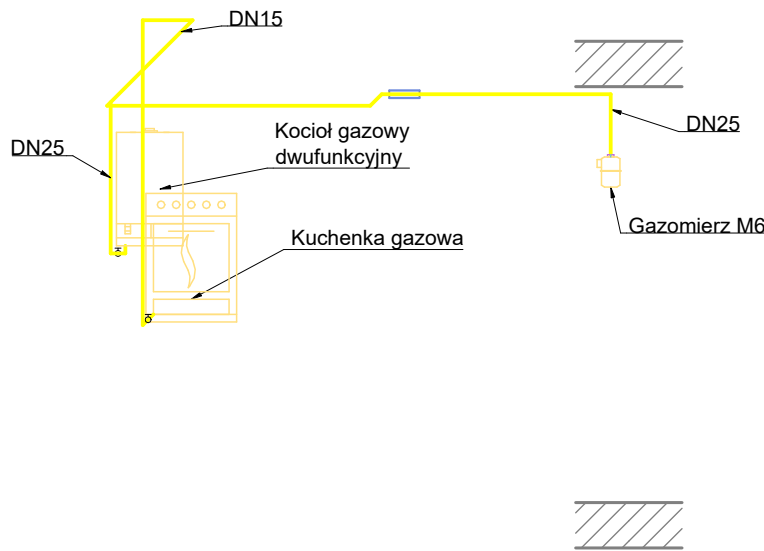 DN15
DN25
Kocioł gazowy
dwufunkcyjny
DN25
Kuchenka gazowa
Gazomierz M6